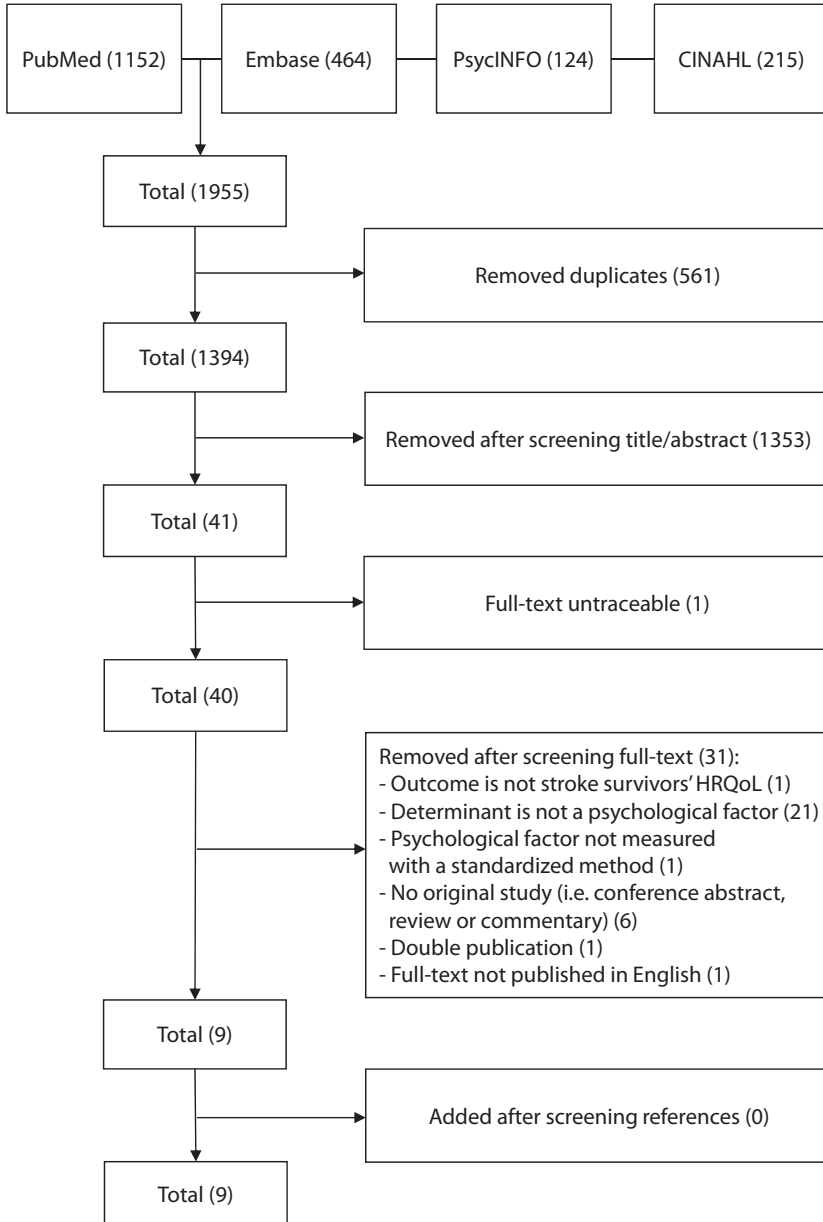 PubMed (1152)
Embase (464)
PsycINFO (124)
CINAHL (215)
Total (1955)
Removed duplicates (561)
Total (1394)
Removed after screening title/abstract (1353)
Total (41)
Full-text untraceable (1)
Total (40)
Removed after screening full-text (31):
- Outcome is not stroke survivors' HRQoL (1)
- Determinant is not a psychological factor (21)
- Psychological factor not measured
with a standardized method (1)
- No original study (i.e. conference abstract,
review or commentary) (6)
- Double publication (1)
- Full-text not published in English (1)
Total (9)
Added after screening references (0)
Total (9)